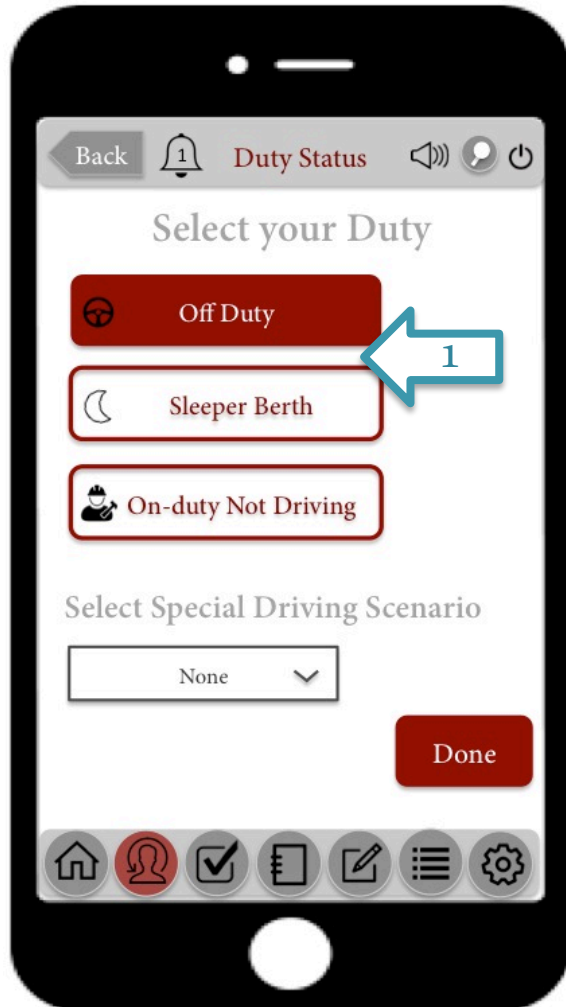 Back
1
Duty Status
Select your Duty
Off Duty
1
Sleeper Berth
On-duty Not Driving
Select Special Driving Scenario
None
Done